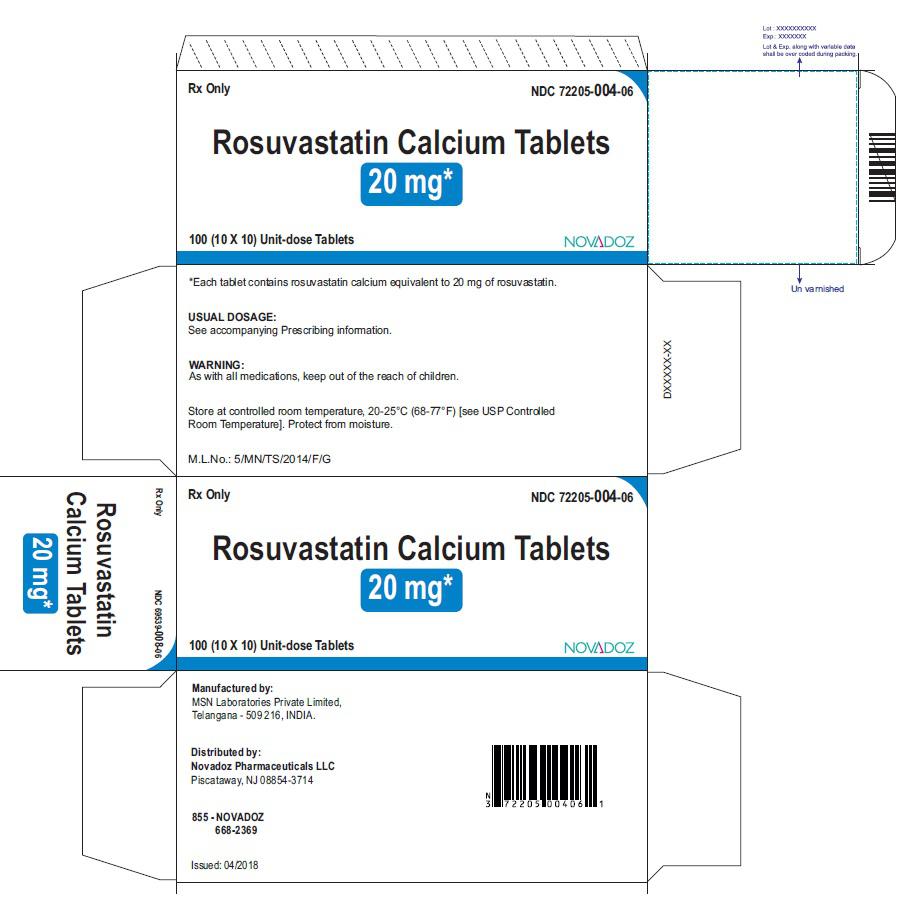 Lot : XXXXXXXXXX
Exp : XXXXXXX
Lot & Exp. along with variable data
shall be over coded during packing.
Rx Only
NDC 72205-004-06
Rosuvastatin Calcium Tablets
20 mg*
100 (10 X 10) Unit-dose Tablets
NOVADOZ
Un varnished
*Each tablet contains rosuvastatin calcium equivalent to 20 mg of rosuvastatin.
USUAL DOSAGE:
See accompanying Prescribing information.
WARNING:
As with all medications, keep out of the reach of children.
Store at controlled room temperature, 20-25°C (68-77°F) [see USP Controlled
Room Temperature]. Protect from moisture.
M.L.No.: 5/MN/TS/2014/F/G
DXXXXX-XX
Rx Only
NDC 69539-008-06
Rosuvastatin
Calcium Tablets
20 mg*
Rx Only
NDC 72205-004-06
Rosuvastatin Calcium Tablets
20 mg*
100 (10 X 10) Unit-dose Tablets
NOVADOZ
Manufactured by:
MSN Laboratories Private Limited,
Telangana - 509 216, INDIA.
Distributed by:
Novadoz Pharmaceuticals LLC
Piscataway, NJ 08854-3714
855 - NOVADOZ
668-2369
Issued: 04/2018
N
3 72205 00406 1